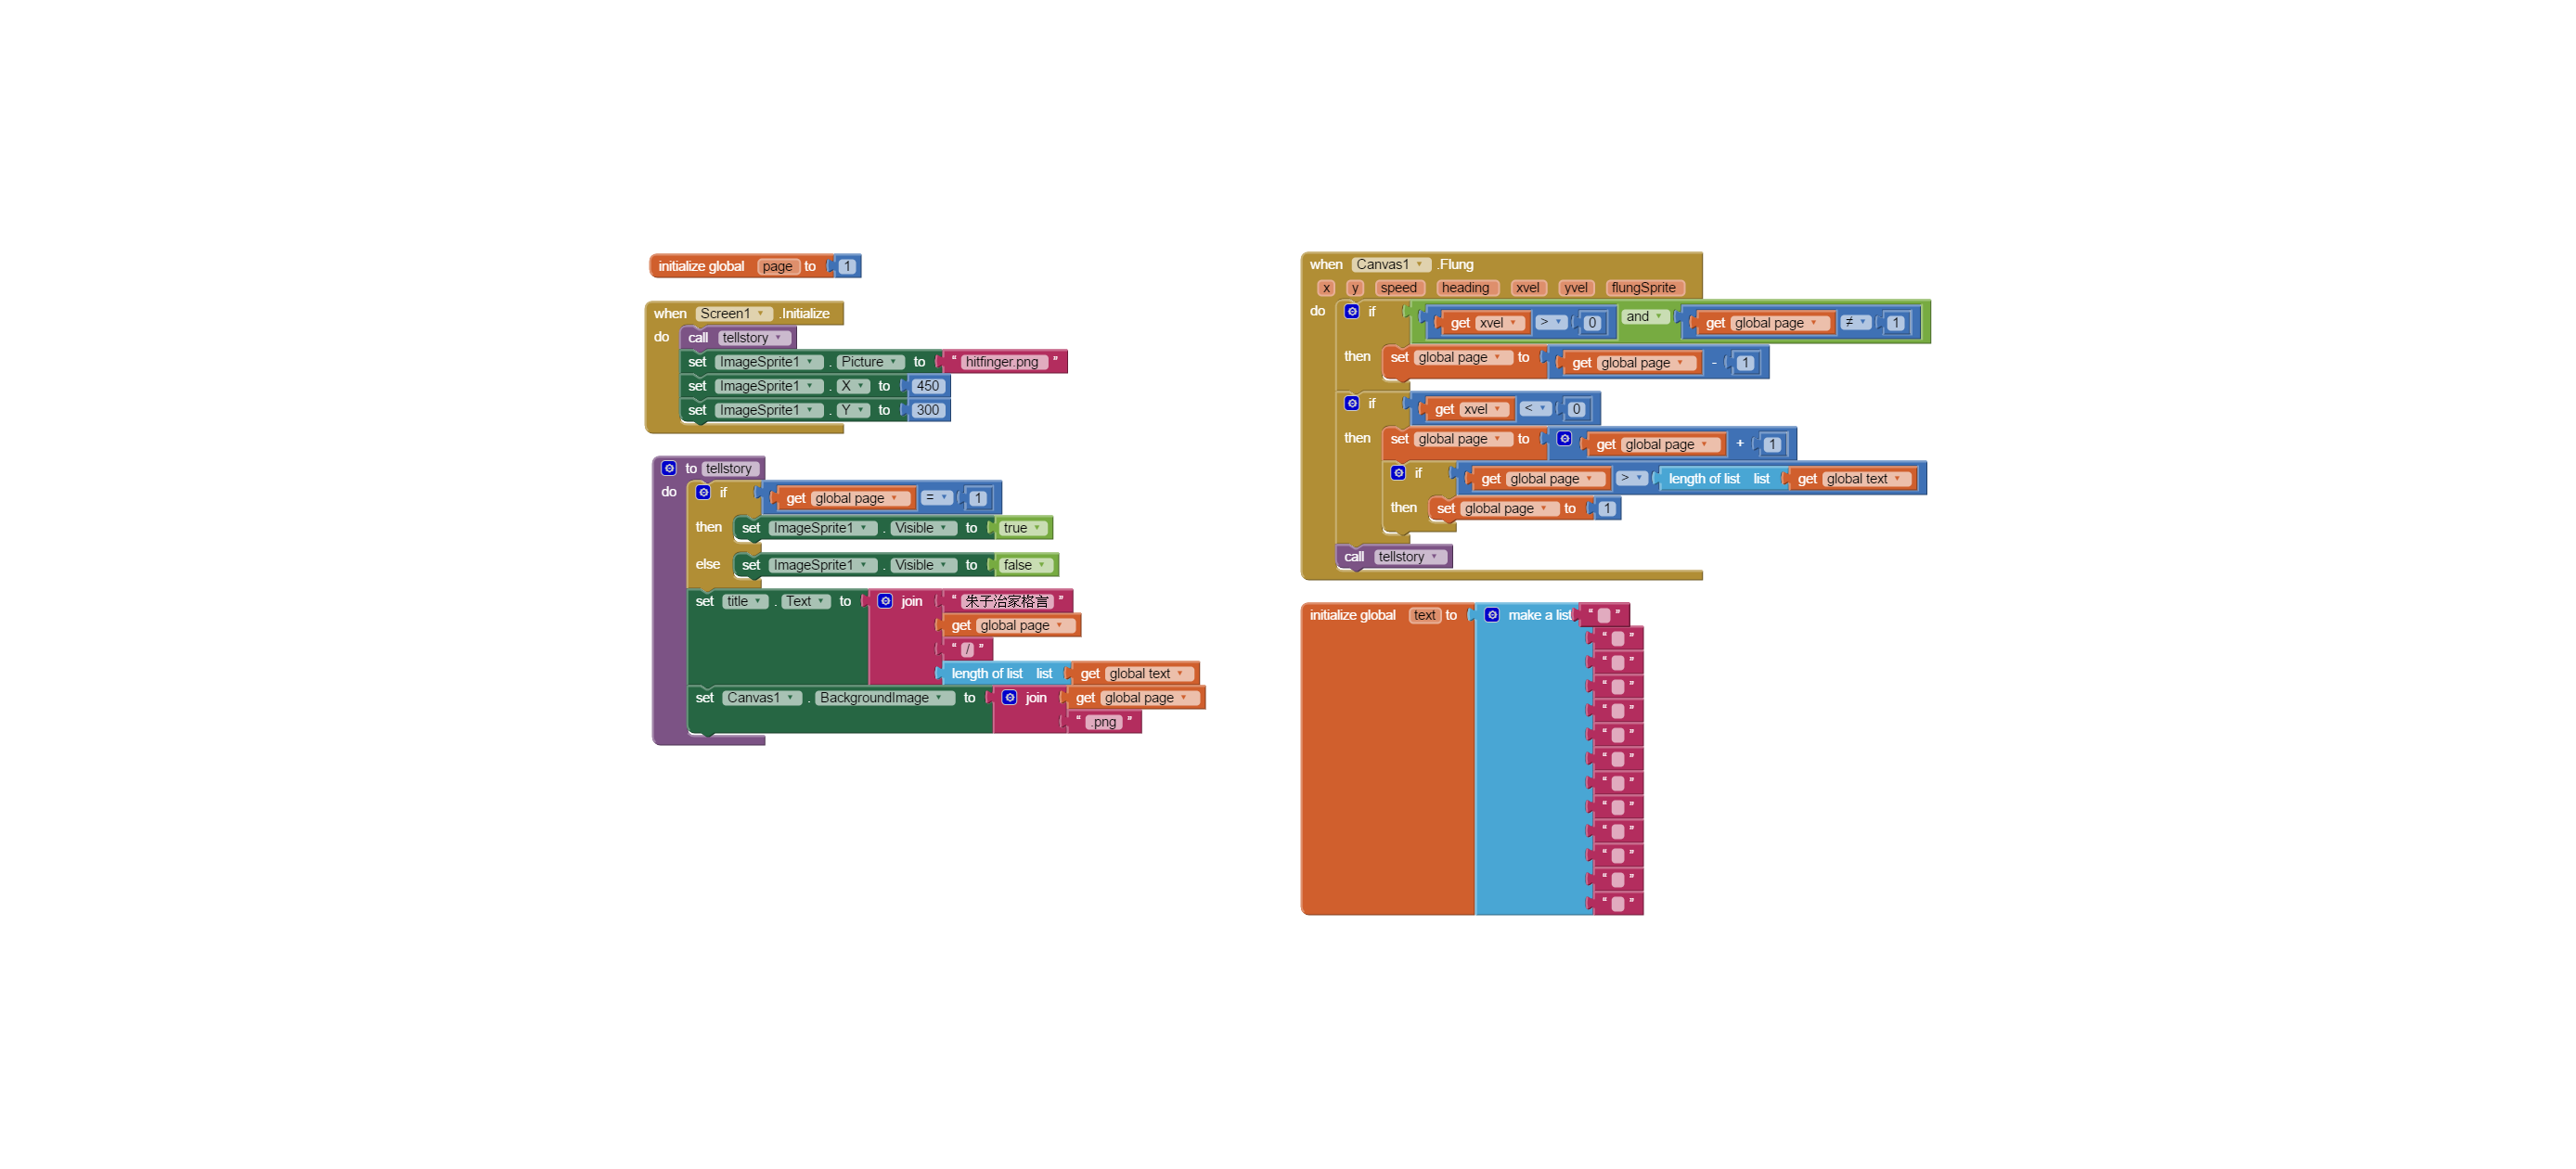 initialize global page to 1
when Screen1 .Initialize
do call tellstory
set ImageSprite1 . Picture to “ hitfinger.png ”
set ImageSprite1 . X to 450
set ImageSprite1 . Y to 300
to tellstory
do if get global page = 1
then set ImageSprite1 . Visible to true
else set ImageSprite1 . Visible to false
set title . Text to join “ 朱子治家格言 ”
get global page
“ / ”
length of list list get global text
set Canvas1 . BackgroundImage to join get global page
“ .png ”
when Canvas1 .Flung
x y speed heading xvel yvel flungSprite
do if get xvel > 0 and get global page ≠ 1
then set global page to get global page - 1
if get xvel < 0
then set global page to get global page + 1
if get global page > length of list list get global text
then set global page to 1
call tellstory
initialize global text to make a list “ ”
“ ”
“ ”
“ ”
“ ”
“ ”
“ ”
“ ”
“ ”
“ ”
“ ”
“ ”
“ ”